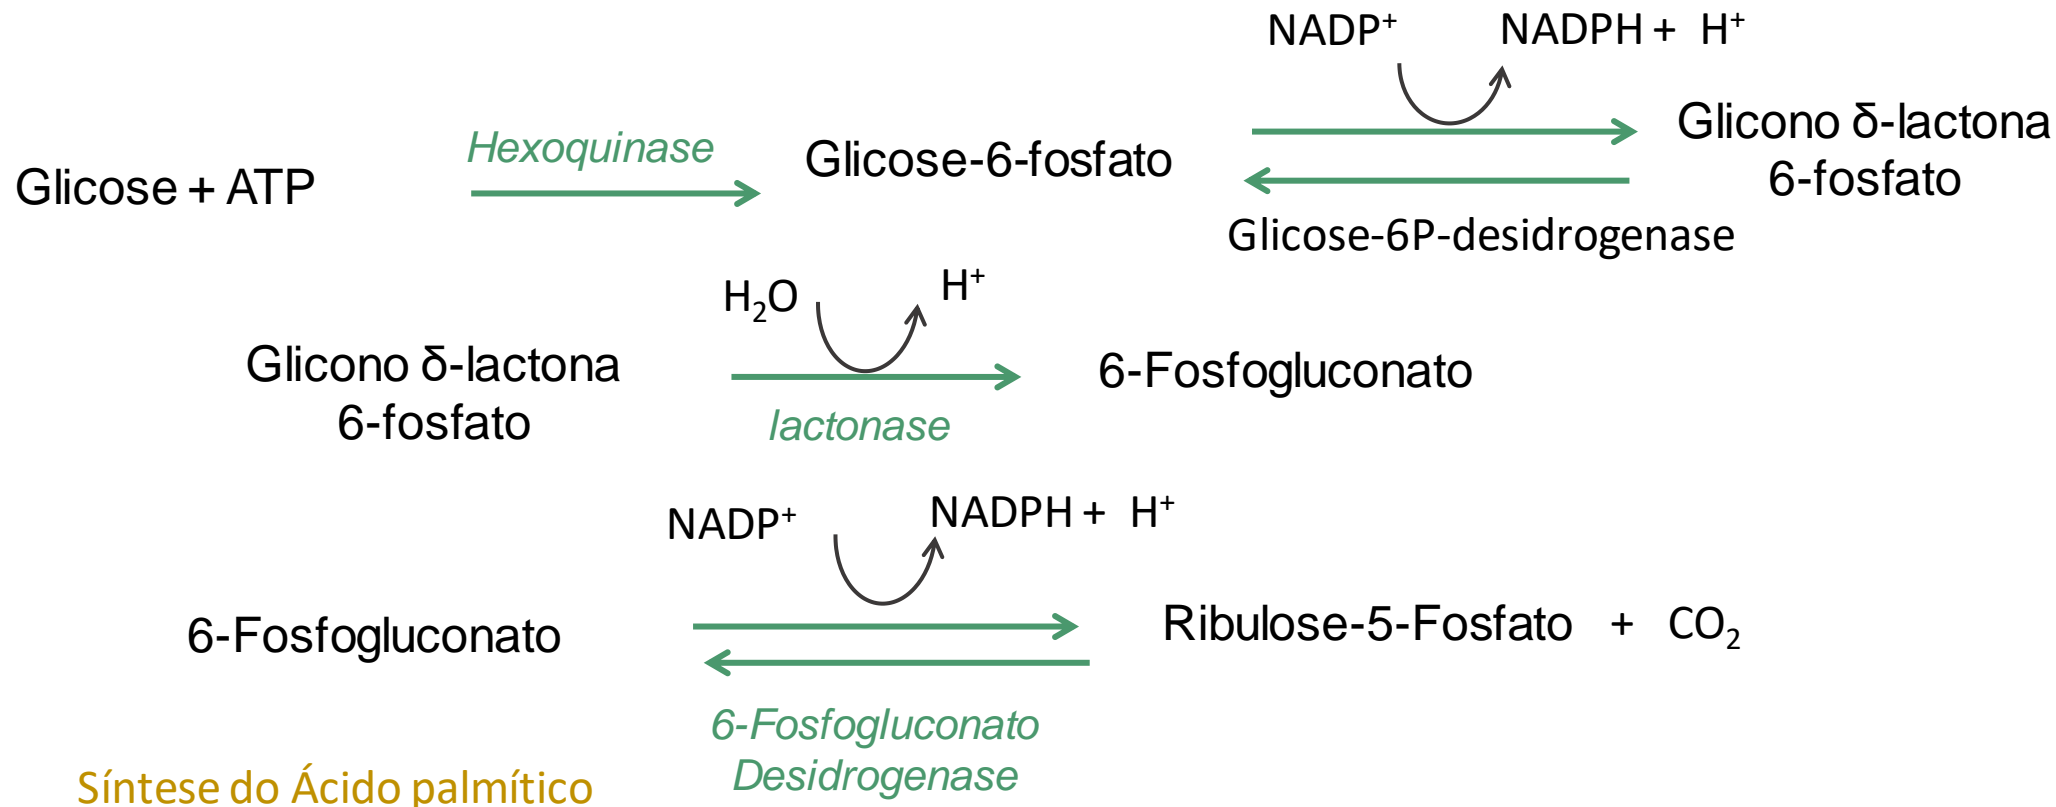 NADP⁺ NADPH + H⁺
Glicose + ATP Hexoquinase Glicose-6-fosfato Glicono δ-lactona
6-fosfato
Glicose-6P-desidrogenase
H₂O H⁺
Glicono δ-lactona 6-Fosfogluconato
6-fosfato
lactonase
NADP⁺ NADPH + H⁺
6-Fosfogluconato Ribulose-5-Fosfato + CO₂
6-Fosfogluconato
Desidrogenase
Síntese do Ácido palmítico